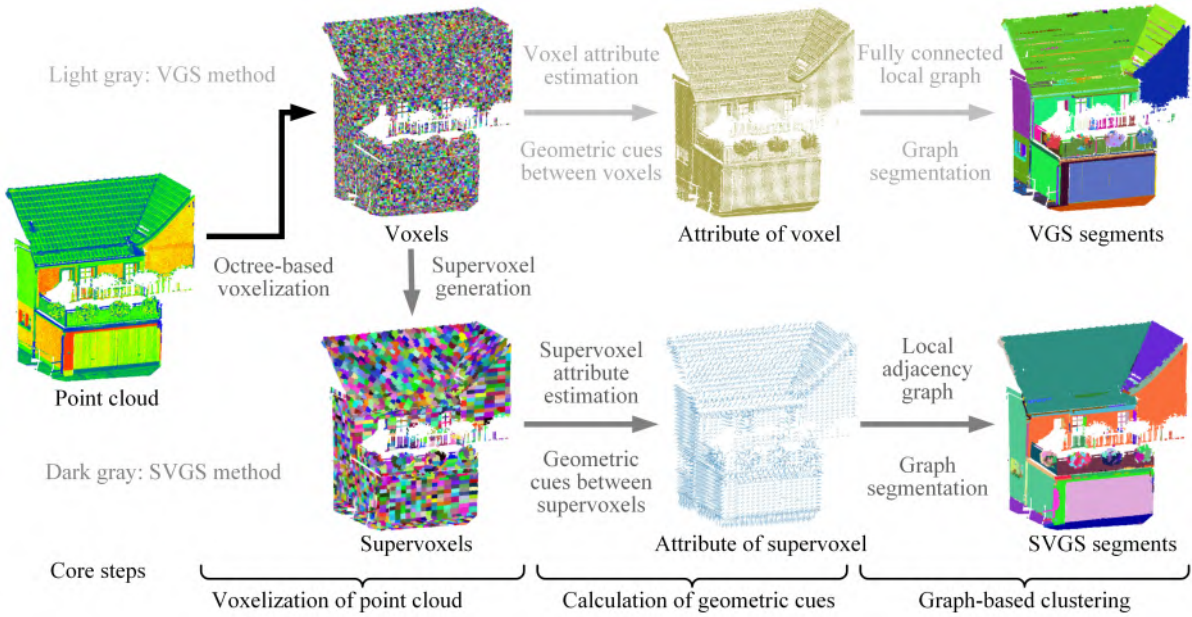 Light gray: VGS method
Voxel attribute
estimation
Fully connected
local graph
Geometric cues
between voxels
Graph
segmentation
Voxels
Attribute of voxel
VGS segments
Octree-based
voxelization
Supervoxel
generation
Point cloud
Supervoxel
attribute
estimation
Local
adjacency
graph
Dark gray: SVGS method
Geometric
cues between
supervoxels
Graph
segmentation
Supervoxels
Attribute of supervoxel
SVGS segments
Core steps
Voxelization of point cloud
Calculation of geometric cues
Graph-based clustering